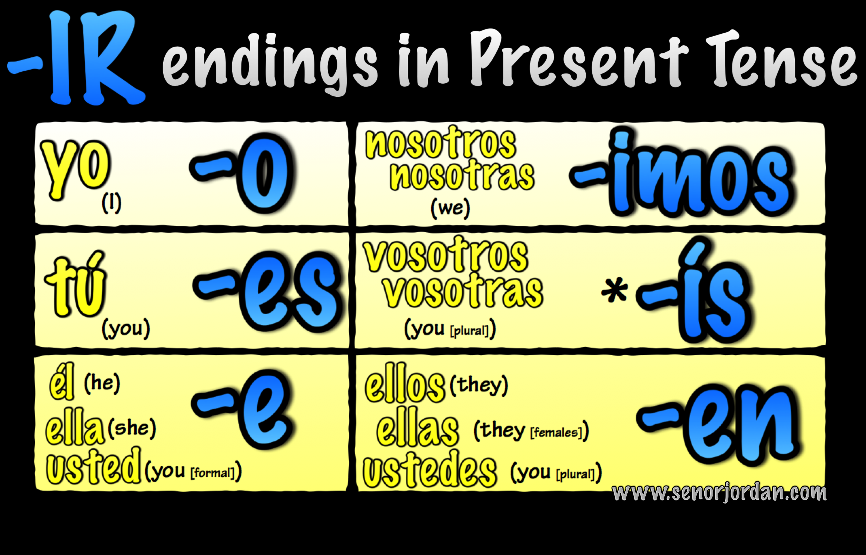 -IR endings in Present Tense
yo
(I)
-o
nosotros
nosotras
(we)
-imos
tú
(you)
-es
vosotros
vosotras
(you [plural])
* -ís
él (he)
ella (she)
usted (you [formal])
-e
ellos (they)
ellas (they [females])
ustedes (you [plural])
-en
www.senorjordan.com